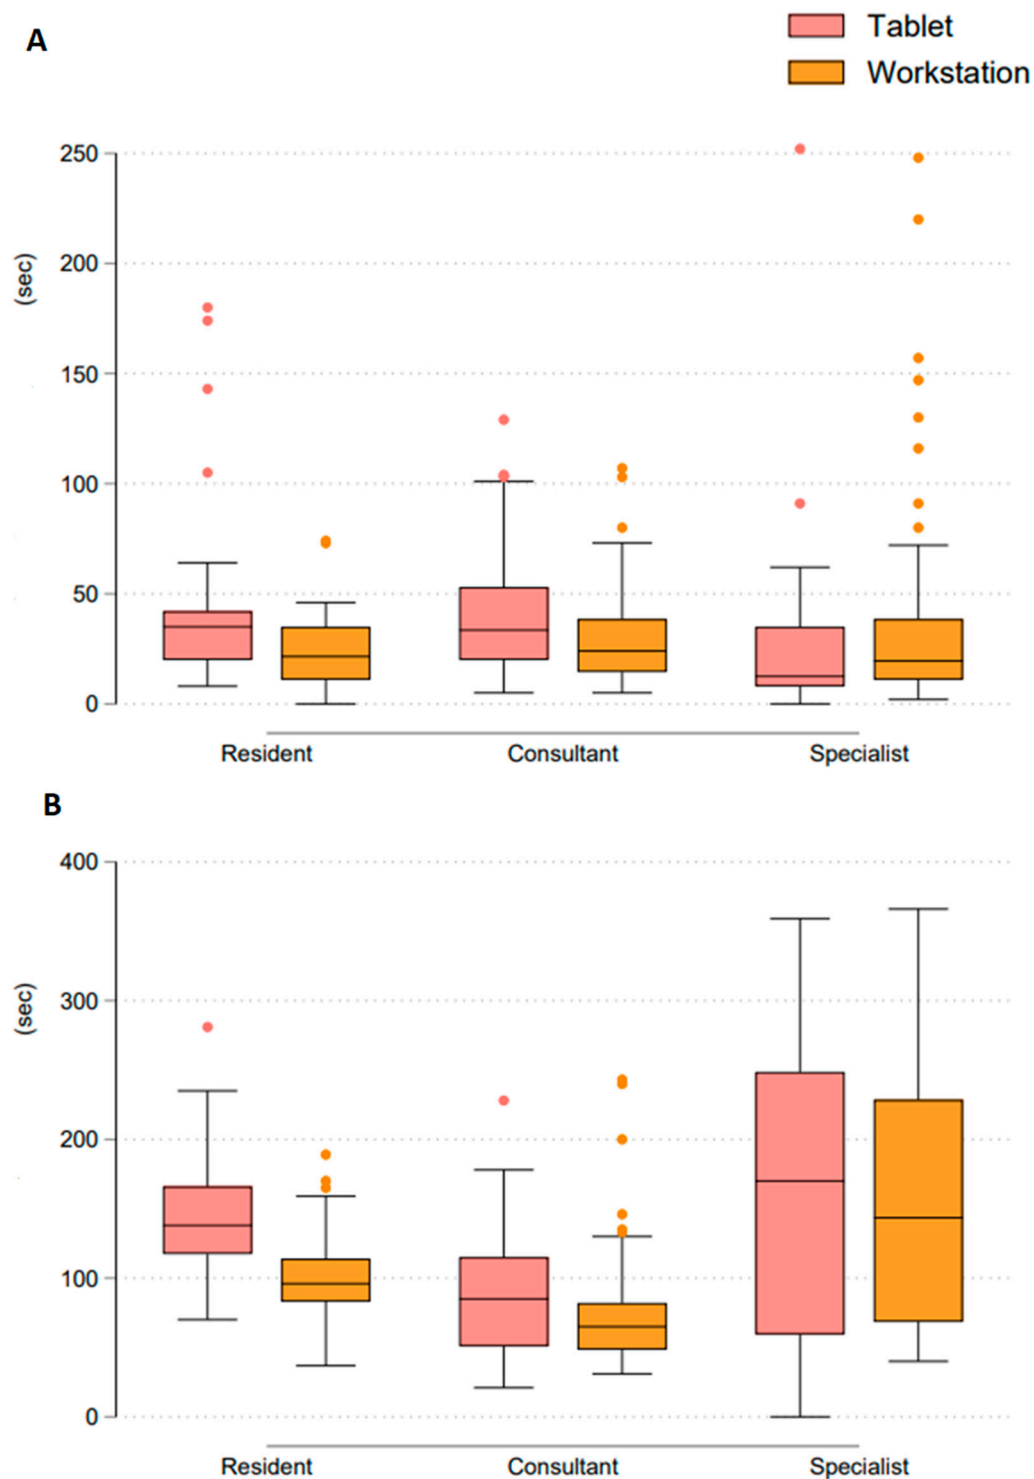 A
Tablet
Workstation
250
200
150
100
50
0
(sec)
Resident Consultant Specialist
B
400
300
200
100
0
(sec)
Resident Consultant Specialist